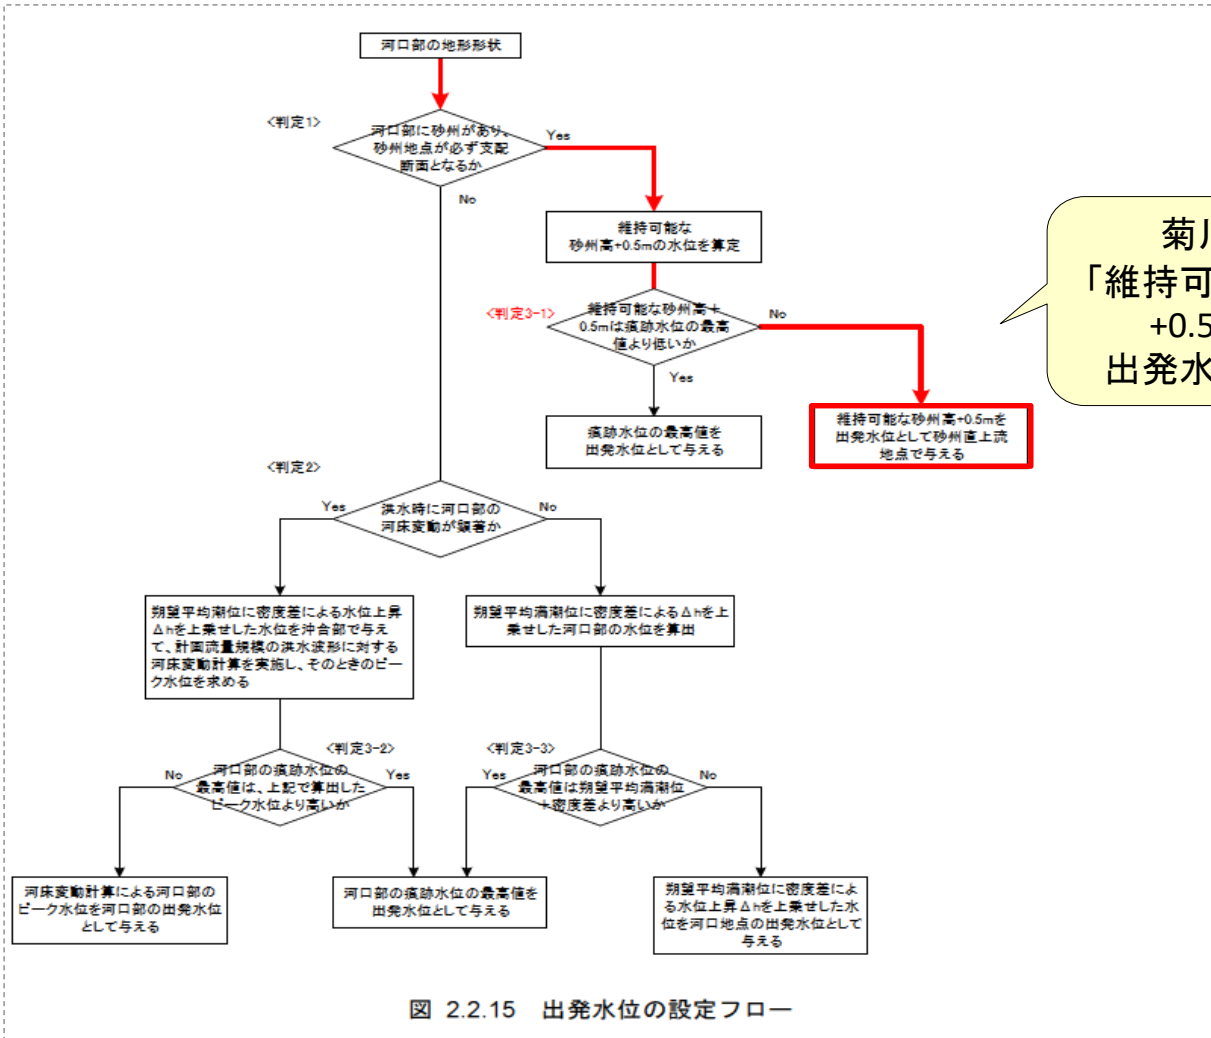 河口部の地形形状
<判定1>
河口部に砂州があり、
砂州地点が必ず支配
断面となるか
Yes
No
維持可能な
砂州高+0.5mの水位を算定
<判定3-1>
維持可能な砂州高+
0.5mは痕跡水位の最高
値より低いか
No
Yes
菊川
「維持可
+0.5
出発水
痕跡水位の最高値を
出発水位として与える
維持可能な砂州高+0.5mを
出発水位として砂州直上流
地点で与える
<判定2>
Yes
洪水時に河口部の
河床変動が顕著か
No
朔望平均潮位に密度差による水位上昇
Δhを上乗せした水位を沖合部で与え
て、計画流量規模の洪水波形に対する
河床変動計算を実施し、そのときのピー
ク水位を求める
朔望平均満潮位に密度差によるΔhを上
乗せした河口部の水位を算出
<判定3-2>
No
河口部の痕跡水位の
最高値は、上記で算出した
ピーク水位より高いか
Yes
<判定3-3>
Yes
河口部の痕跡水位の
最高値は朔望平均満潮位
+密度差より高いか
No
河床変動計算による河口部の
ピーク水位を河口部の出発水位
として与える
河口部の痕跡水位の最高値を
出発水位として与える
朔望平均満潮位に密度差によ
る水位上昇Δhを上乗せした水
位を河口地点の出発水位として
与える
図 2.2.15 出発水位の設定フロー